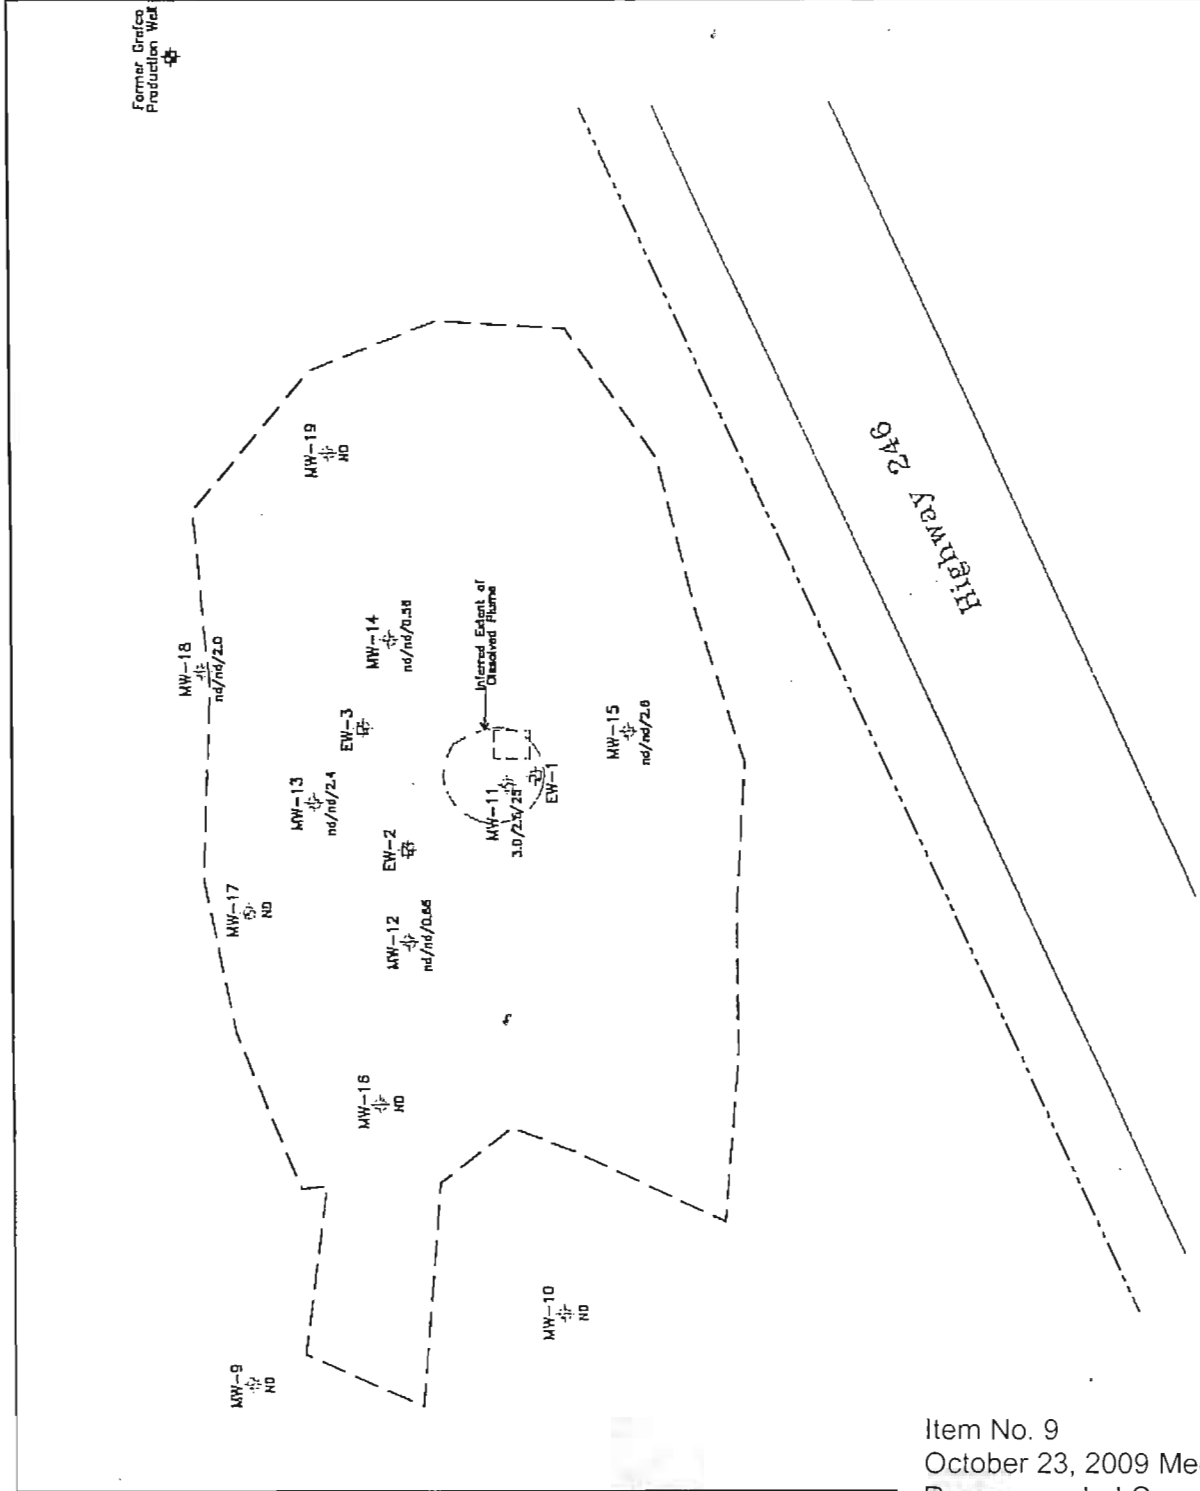 Former Grefco
Production Well
MW-19
ND
MW-18
nd/nd/2.0
MW-14
nd/nd/0.58
Inferred Extent of
Dissolved Plume
EW-3
MW-15
nd/nd/2.8
MW-13
nd/nd/2.4
MW-11
EW-1
EW-2
MW-17
ND
MW-12
nd/nd/0.66
MW-16
ND
MW-10
ND
MW-9
ND
Highway 246
Item No. 9
October 23, 2009